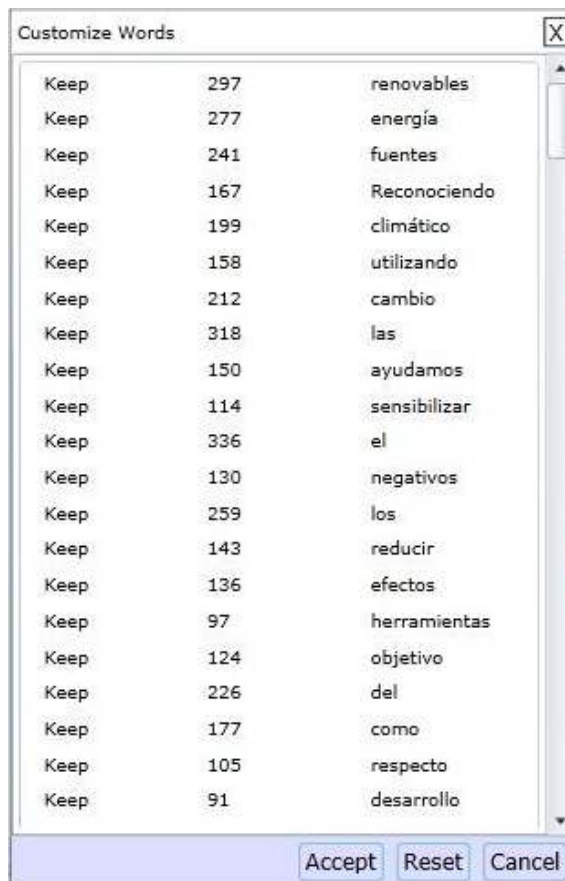 Customize Words X
Keep 297 renovables
Keep 277 energía
Keep 241 fuentes
Keep 167 Reconociendo
Keep 199 climático
Keep 158 utilizando
Keep 212 cambio
Keep 318 las
Keep 150 ayudamos
Keep 114 sensibilizar
Keep 336 el
Keep 130 negativos
Keep 259 los
Keep 143 reducir
Keep 136 efectos
Keep 97 herramientas
Keep 124 objetivo
Keep 226 del
Keep 177 como
Keep 105 respecto
Keep 91 desarrollo
Accept Reset Cancel